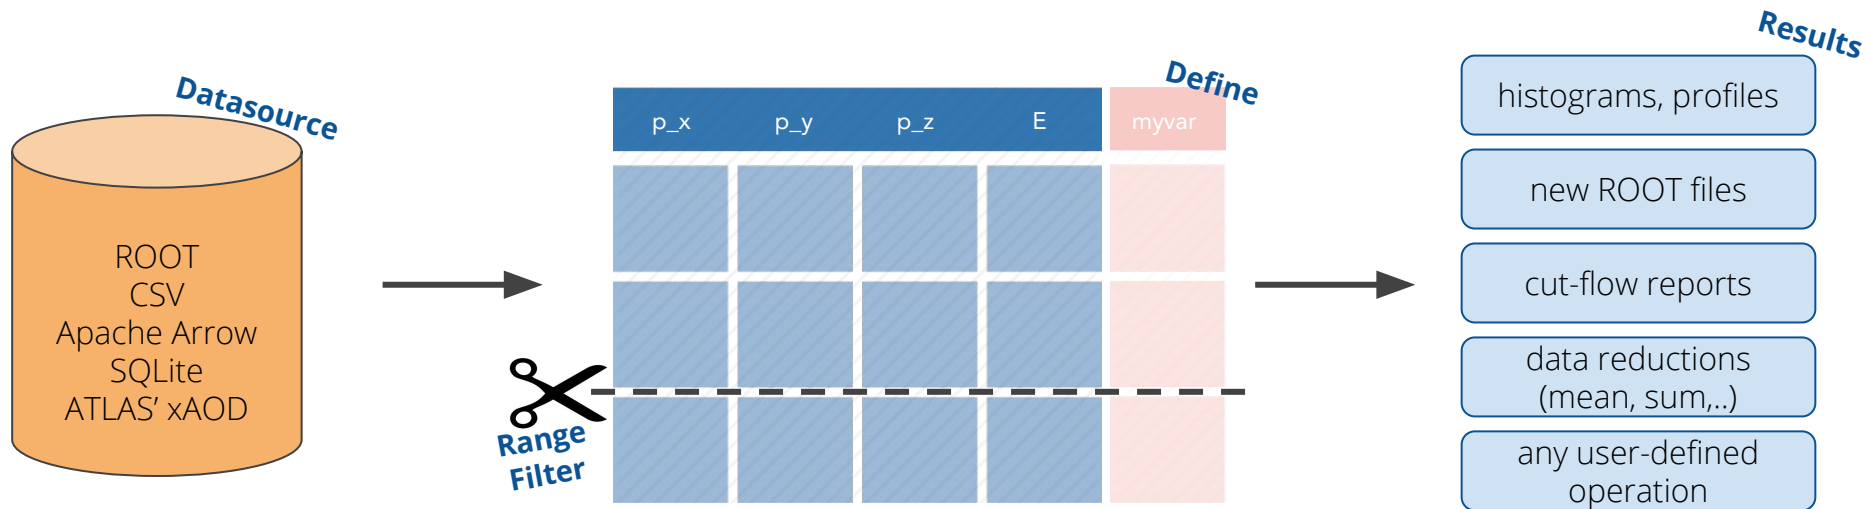 Datasource
ROOT
CSV
Apache Arrow
SQLite
ATLAS’ xAOD
Range
Filter
Define
p_x p_y p_z E myvar
Results
histograms, profiles
new ROOT files
cut-flow reports
data reductions
(mean, sum,..)
any user-defined
operation